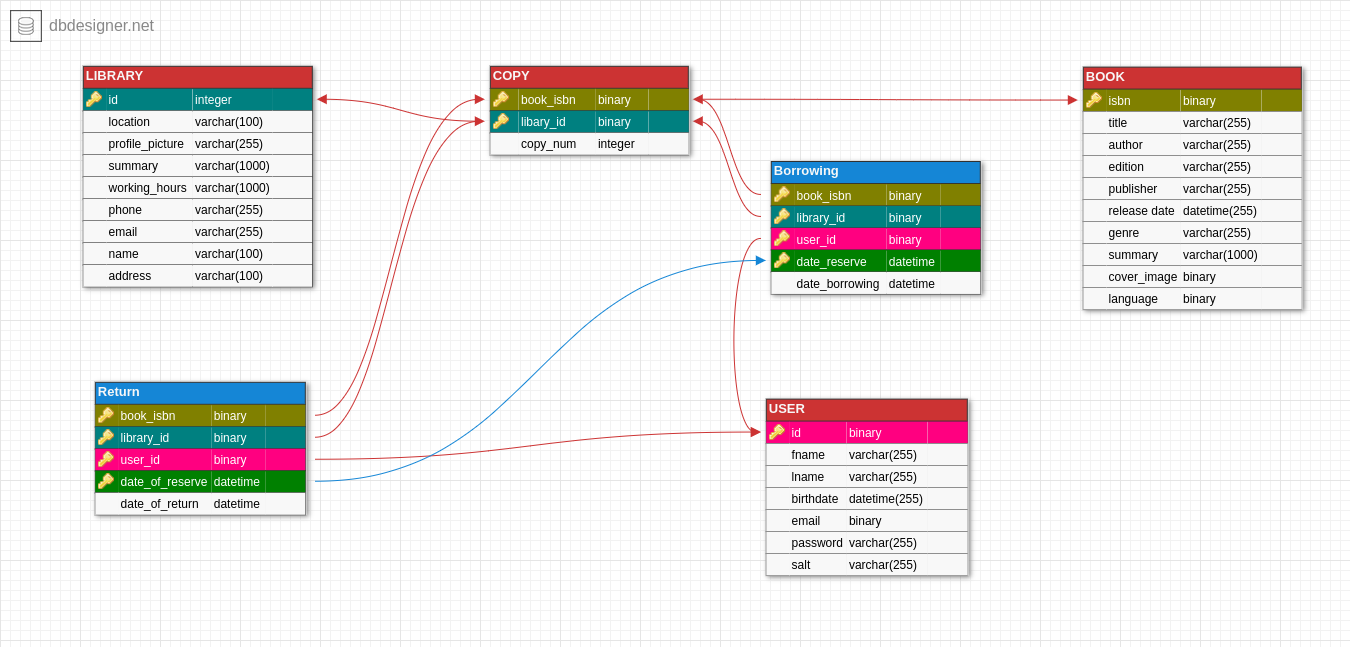 dbdesigner.net
LIBRARY
id integer
location varchar(100)
profile_picture varchar(255)
summary varchar(1000)
working_hours varchar(1000)
phone varchar(255)
email varchar(255)
name varchar(100)
address varchar(100)
COPY
book_isbn binary
libary_id binary
copy_num integer
BOOK
isbn binary
title varchar(255)
author varchar(255)
edition varchar(255)
publisher varchar(255)
release date datetime(255)
genre varchar(255)
summary varchar(1000)
cover_image binary
language binary
Borrowing
book_isbn binary
library_id binary
user_id binary
date_reserve datetime
date_borrowing datetime
Return
book_isbn binary
library_id binary
user_id binary
date_of_reserve datetime
date_of_return datetime
USER
id binary
fname varchar(255)
lname varchar(255)
birthdate datetime(255)
email binary
password varchar(255)
salt varchar(255)